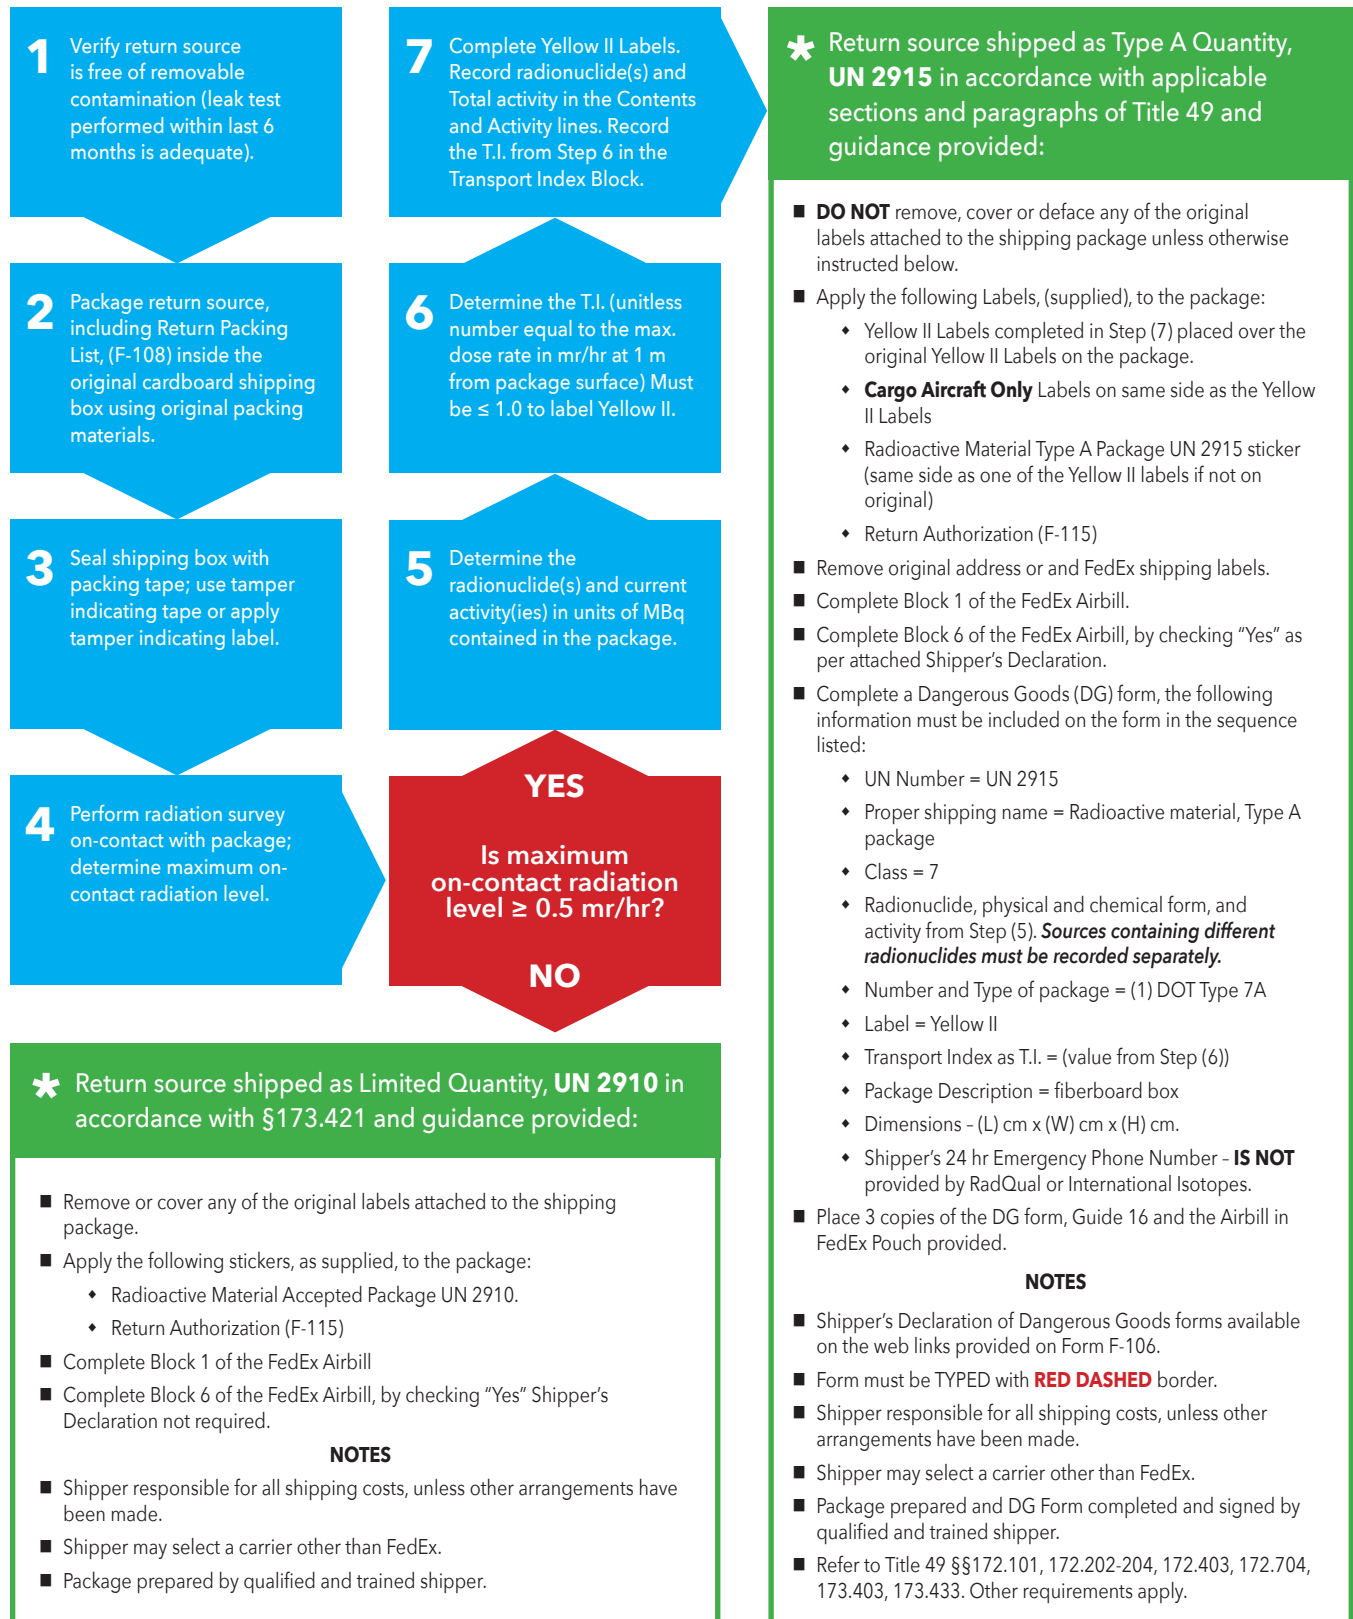 1 Verify return source
is free of removable
contamination (leak test
performed within last 6
months is adequate).
2 Package return source,
including Return Packing
List, (F-108) inside the
original cardboard shipping
box using original packing
materials.
3 Seal shipping box with
packing tape; use tamper
indicating tape or apply
tamper indicating label.
4 Perform radiation survey
on-contact with package;
determine maximum on-
contact radiation level.
YES
Is maximum
on-contact radiation
level ≥ 0.5 mr/hr?
NO
5 Determine the
radionuclide(s) and current
activity(ies) in units of MBq
contained in the package.
6 Determine the T.I. (unitless
number equal to the max.
dose rate in mr/hr at 1 m
from package surface) Must
be ≤ 1.0 to label Yellow II.
7 Complete Yellow II Labels.
Record radionuclide(s) and
Total activity in the Contents
and Activity lines. Record
the T.I. from Step 6 in the
Transport Index Block.
* Return source shipped as Limited Quantity, UN 2910 in
accordance with §173.421 and guidance provided:
■ Remove or cover any of the original labels attached to the shipping
package.
■ Apply the following stickers, as supplied, to the package:
◆ Radioactive Material Accepted Package UN 2910.
◆ Return Authorization (F-115)
■ Complete Block 1 of the FedEx Airbill
■ Complete Block 6 of the FedEx Airbill, by checking “Yes” Shipper’s
Declaration not required.
NOTES
■ Shipper responsible for all shipping costs, unless other arrangements have
been made.
■ Shipper may select a carrier other than FedEx.
■ Package prepared by qualified and trained shipper.
* Return source shipped as Type A Quantity,
UN 2915 in accordance with applicable
sections and paragraphs of Title 49 and
guidance provided:
■ DO NOT remove, cover or deface any of the original
labels attached to the shipping package unless otherwise
instructed below.
■ Apply the following Labels, (supplied), to the package:
◆ Yellow II Labels completed in Step (7) placed over the
original Yellow II Labels on the package.
◆ Cargo Aircraft Only Labels on same side as the Yellow
II Labels
◆ Radioactive Material Type A Package UN 2915 sticker
(same side as one of the Yellow II labels if not on
original)
◆ Return Authorization (F-115)
■ Remove original address or and FedEx shipping labels.
■ Complete Block 1 of the FedEx Airbill.
■ Complete Block 6 of the FedEx Airbill, by checking “Yes” as
per attached Shipper’s Declaration.
■ Complete a Dangerous Goods (DG) form, the following
information must be included on the form in the sequence
listed:
◆ UN Number = UN 2915
◆ Proper shipping name = Radioactive material, Type A
package
◆ Class = 7
◆ Radionuclide, physical and chemical form, and
activity from Step (5). Sources containing different
radionuclides must be recorded separately.
◆ Number and Type of package = (1) DOT Type 7A
◆ Label = Yellow II
◆ Transport Index as T.I. = (value from Step (6))
◆ Package Description = fiberboard box
◆ Dimensions – (L) cm x (W) cm x (H) cm.
◆ Shipper’s 24 hr Emergency Phone Number – IS NOT
provided by RadQual or International Isotopes.
■ Place 3 copies of the DG form, Guide 16 and the Airbill in
FedEx Pouch provided.
NOTES
■ Shipper’s Declaration of Dangerous Goods forms available
on the web links provided on Form F-106.
■ Form must be TYPED with RED DASHED border.
■ Shipper responsible for all shipping costs, unless other
arrangements have been made.
■ Shipper may select a carrier other than FedEx.
■ Package prepared and DG Form completed and signed by
qualified and trained shipper.
■ Refer to Title 49 §§172.101, 172.202-204, 172.403, 172.704,
173.403, 173.433. Other requirements apply.